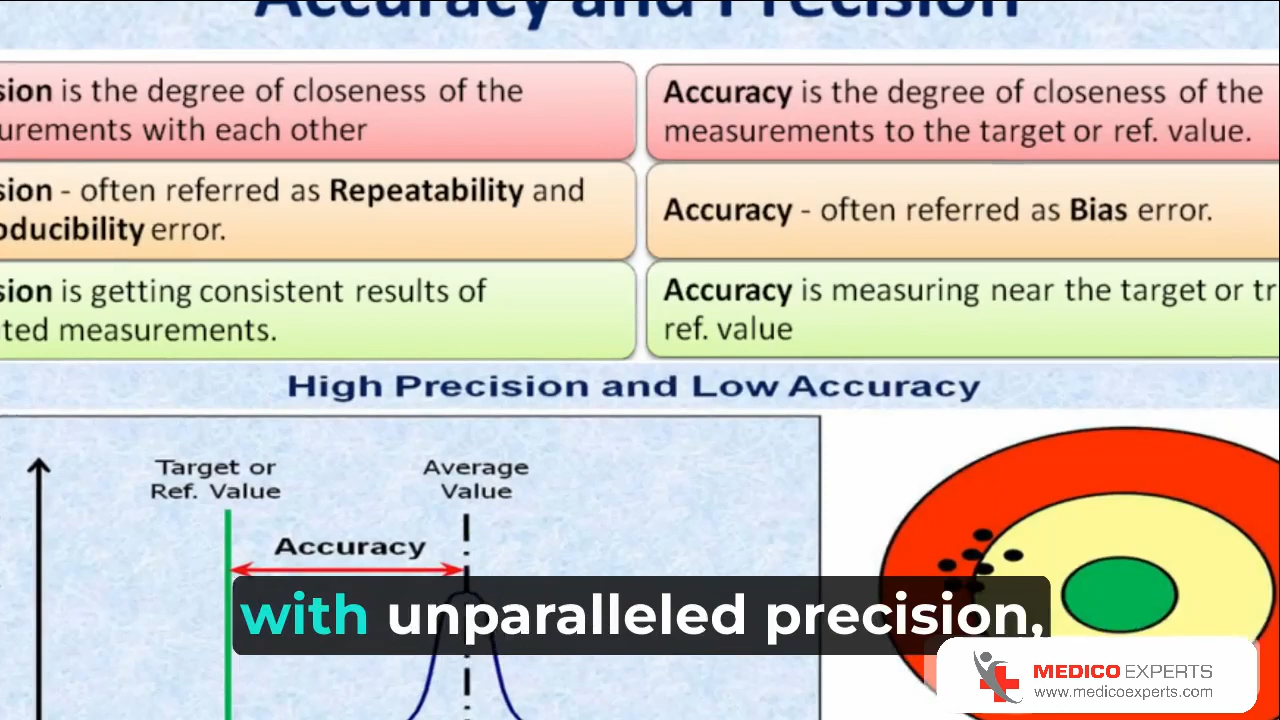 Accuracy and Precision
sion is the degree of closeness of the
urements with each other
Accuracy is the degree of closeness of the
measurements to the target or ref. value.
sion - often referred as Repeatability and
oducibility error.
Accuracy - often referred as Bias error.
sion is getting consistent results of
ted measurements.
Accuracy is measuring near the target or tr
ref. value
High Precision and Low Accuracy
Target or
Ref. Value
Average
Value
Accuracy
with unparalleled precision,
MEDICO EXPERTS
www.medicoexperts.com